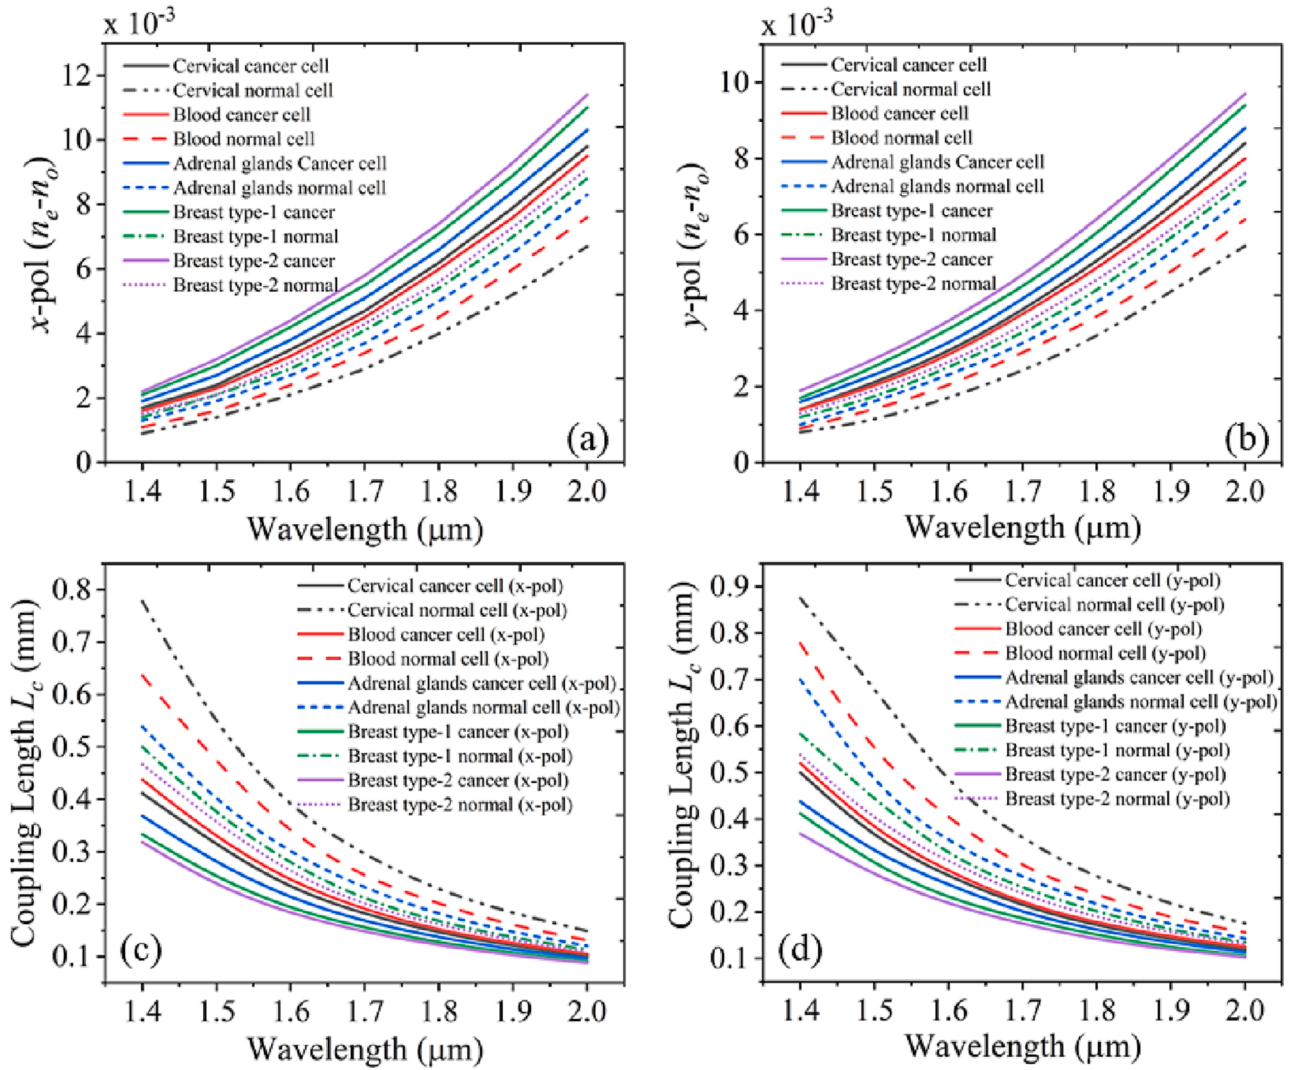 x 10⁻³
12
10
8
6
4
2
0
x-pol (nₑ-nₒ)
Cervical cancer cell
Cervical normal cell
Blood cancer cell
Blood normal cell
Adrenal glands Cancer cell
Adrenal glands normal cell
Breast type-1 cancer
Breast type-1 normal
Breast type-2 cancer
Breast type-2 normal
(a)
1.4 1.5 1.6 1.7 1.8 1.9 2.0
Wavelength (μm)
x 10⁻³
10
8
6
4
2
0
y-pol (nₑ-nₒ)
Cervical cancer cell
Cervical normal cell
Blood cancer cell
Blood normal cell
Adrenal glands Cancer cell
Adrenal glands normal cell
Breast type-1 cancer
Breast type-1 normal
Breast type-2 cancer
Breast type-2 normal
(b)
1.4 1.5 1.6 1.7 1.8 1.9 2.0
Wavelength (μm)
0.8
0.7
0.6
0.5
0.4
0.3
0.2
0.1
Coupling Length L_c (mm)
Cervical cancer cell (x-pol)
Cervical normal cell (x-pol)
Blood cancer cell (x-pol)
Blood normal cell (x-pol)
Adrenal glands cancer cell (x-pol)
Adrenal glands normal cell (x-pol)
Breast type-1 cancer (x-pol)
Breast type-1 normal (x-pol)
Breast type-2 cancer (x-pol)
Breast type-2 normal (x-pol)
(c)
1.4 1.5 1.6 1.7 1.8 1.9 2.0
Wavelength (μm)
0.9
0.8
0.7
0.6
0.5
0.4
0.3
0.2
0.1
Coupling Length L_c (mm)
Cervical cancer cell (y-pol)
Cervical normal cell (y-pol)
Blood cancer cell (y-pol)
Blood normal cell (y-pol)
Adrenal glands cancer cell (y-pol)
Adrenal glands normal cell (y-pol)
Breast type-1 cancer (y-pol)
Breast type-1 normal (y-pol)
Breast type-2 cancer (y-pol)
Breast type-2 normal (y-pol)
(d)
1.4 1.5 1.6 1.7 1.8 1.9 2.0
Wavelength (μm)